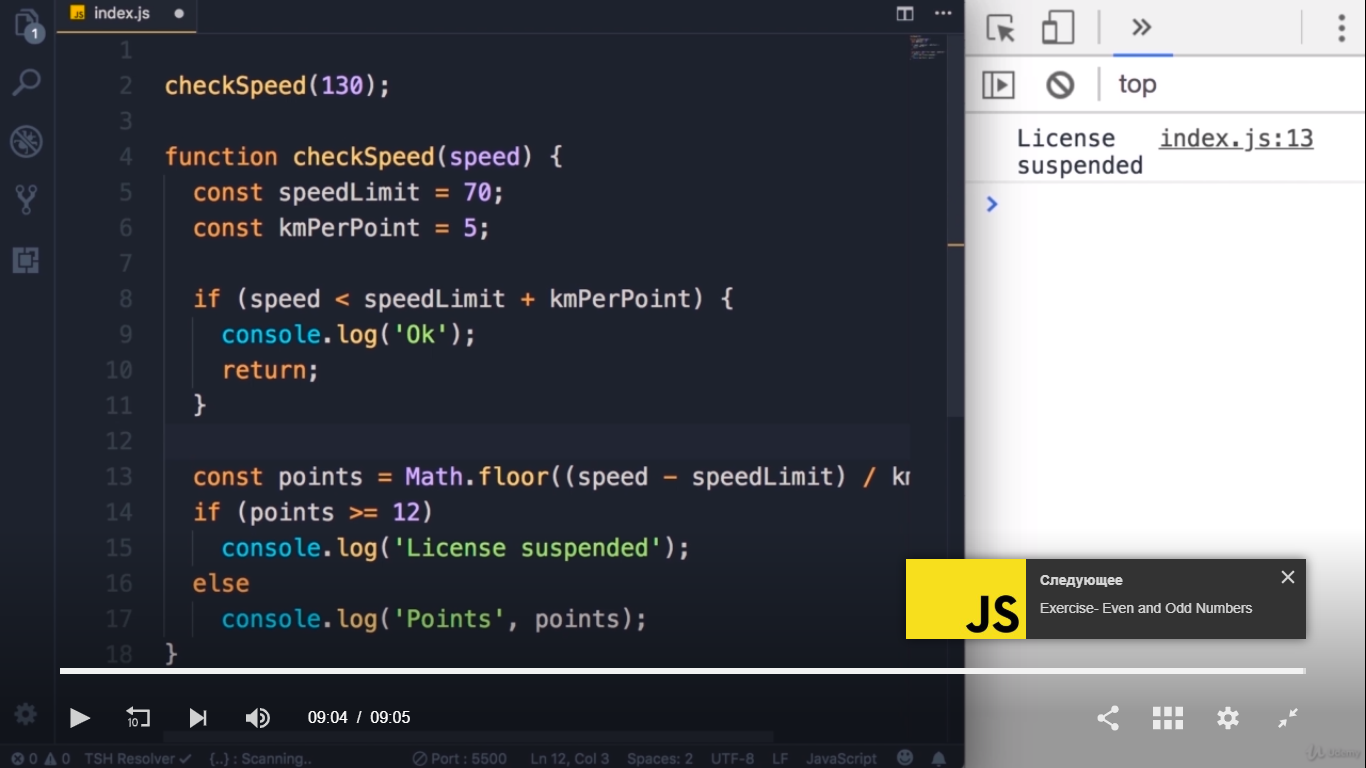 JS index.js
1
1
2 checkSpeed(130);
3
4 function checkSpeed(speed) {
5 const speedLimit = 70;
6 const kmPerPoint = 5;
7
8 if (speed < speedLimit + kmPerPoint) {
9 console.log('Ok');
10 return;
11 }
12
13 const points = Math.floor((speed - speedLimit) / km
14 if (points >= 12)
15 console.log('License suspended');
16 else
17 console.log('Points', points);
18 }
top
License index.js:13
suspended
JS
Следующее
Exercise- Even and Odd Numbers
10
09:04 / 09:05
0 0 TSH Resolver {..} : Scanning.. Port : 5500 Ln 12, Col 3 Spaces: 2 UTF-8 LF JavaScript
Udemy